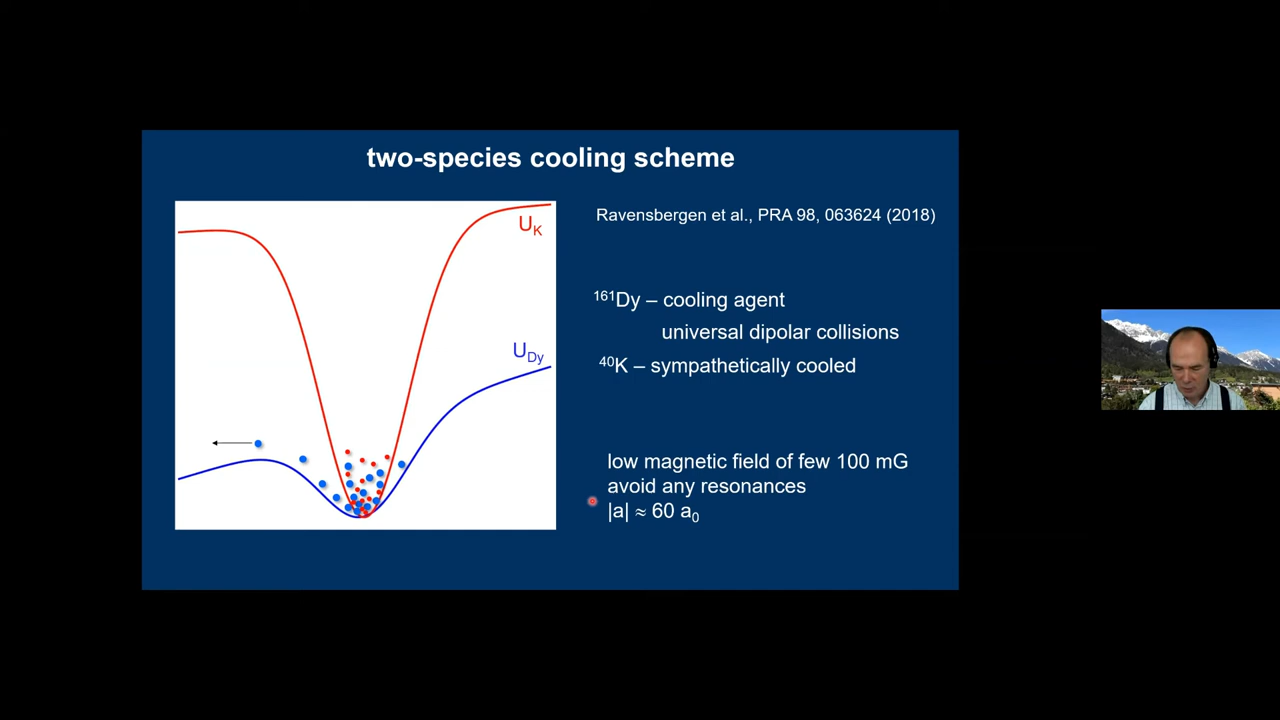 two-species cooling scheme
U_K
U_Dy
Ravensbergen et al., PRA 98, 063624 (2018)
¹⁶¹Dy – cooling agent
universal dipolar collisions
⁴⁰K – sympathetically cooled
low magnetic field of few 100 mG
avoid any resonances
|a| ≈ 60 a₀